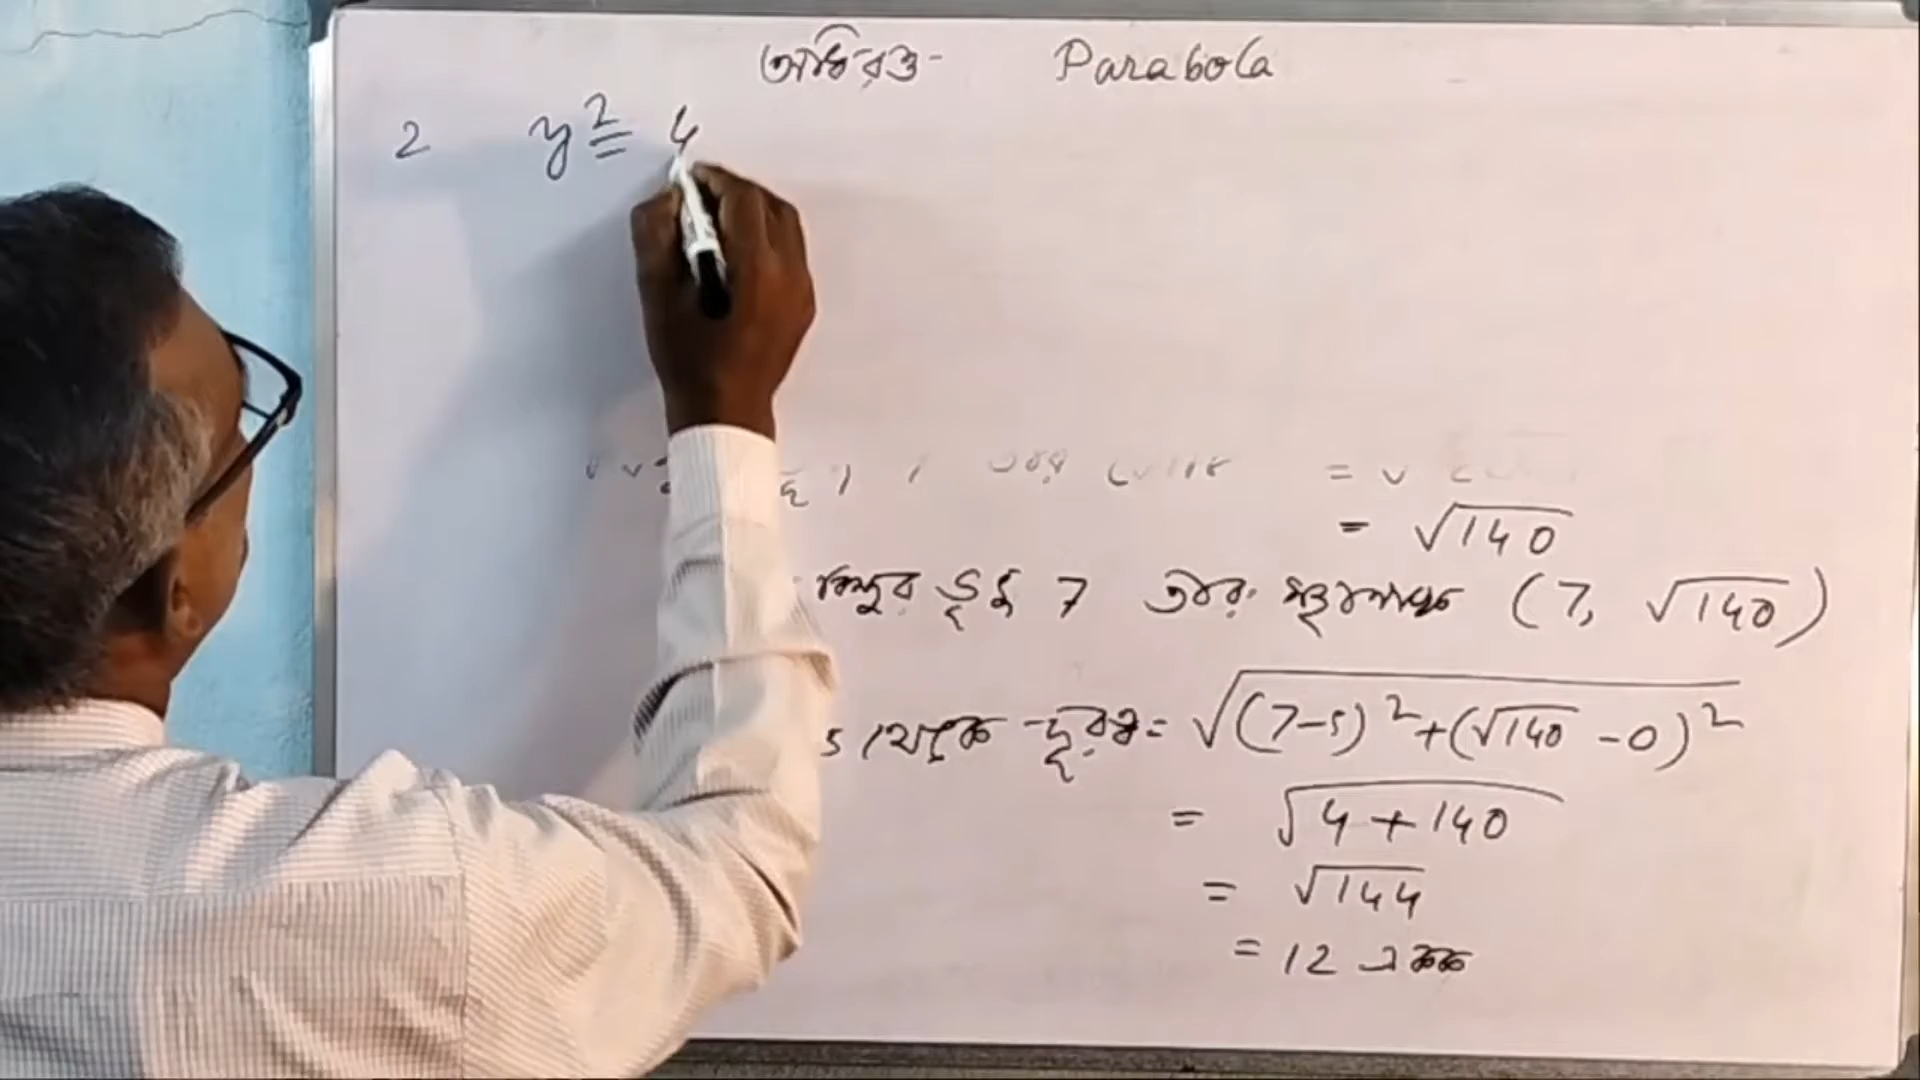 অধিবৃত্ত - Parabola
2 y² = 4
= √140
বিন্দুর ভুজ 7 তার স্থানাঙ্ক (7, √140)
S থেকে দূরত্ব = √(7-5)² + (√140 - 0)²
= √4 + 140
= √144
= 12 একক